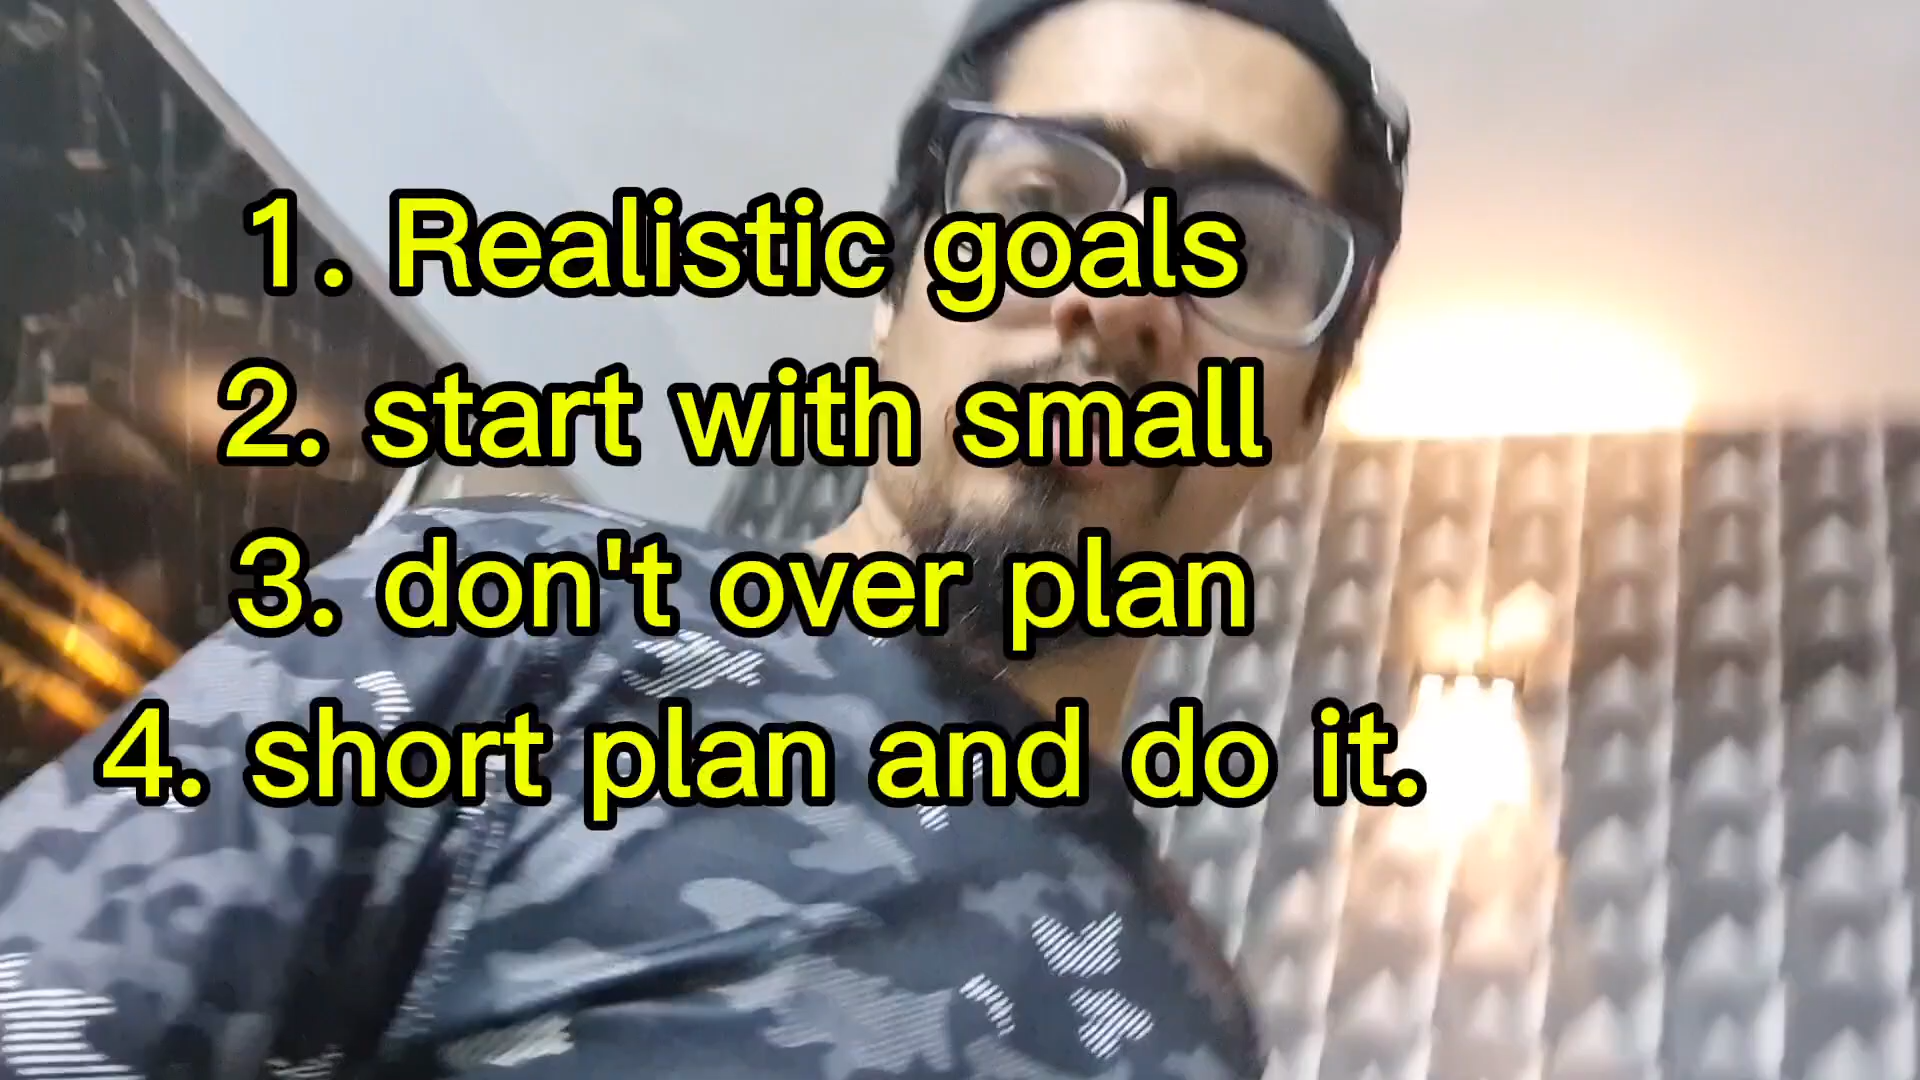 1. Realistic goals
2. start with small
3. don't over plan
4. short plan and do it.